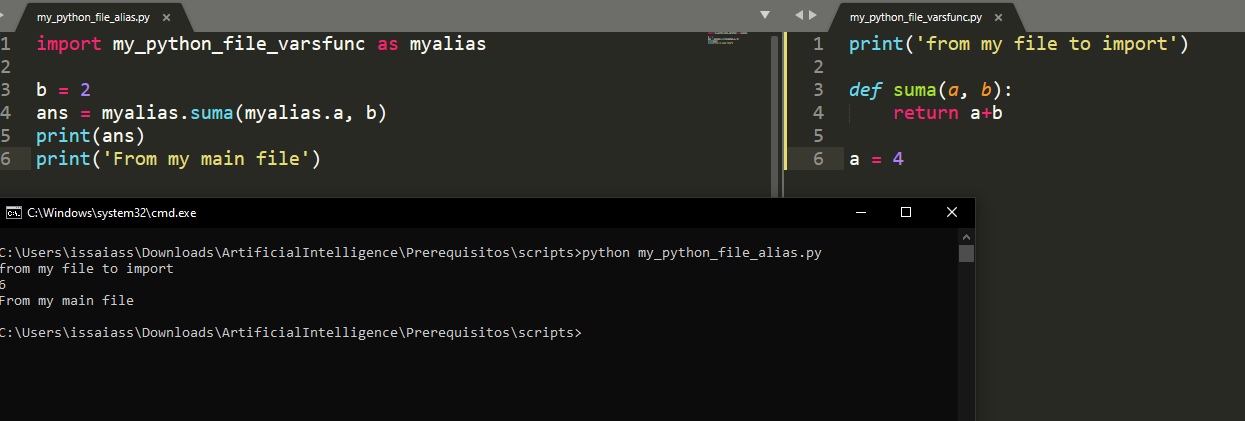 my_python_file_alias.py ×
1 import my_python_file_varsfunc as myalias
2
3 b = 2
4 ans = myalias.suma(myalias.a, b)
5 print(ans)
6 print('From my main file')
my_python_file_varsfunc.py ×
1 print('from my file to import')
2
3 def suma(a, b):
4     return a+b
5
6 a = 4
C:\Windows\system32\cmd.exe
C:\Users\issaiass\Downloads\ArtificialIntelligence\Prerequisitos\scripts>python my_python_file_alias.py
from my file to import
6
From my main file
C:\Users\issaiass\Downloads\ArtificialIntelligence\Prerequisitos\scripts>